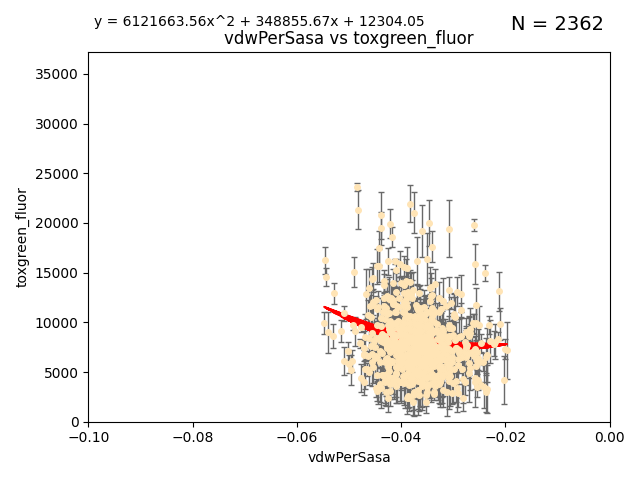 y = 6121663.56x^2 + 348855.67x + 12304.05
N = 2362
vdwPerSasa vs toxgreen_fluor
35000
30000
25000
20000
15000
10000
5000
0
toxgreen_fluor
−0.10
−0.08
−0.06
−0.04
−0.02
0.00
vdwPerSasa